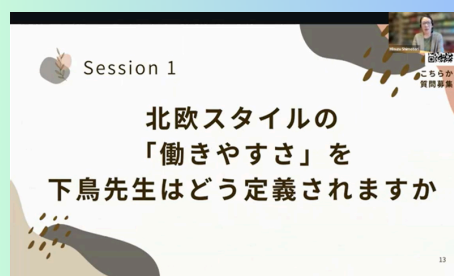 Session 1
こちらから
質問募集
北欧スタイルの
「働きやすさ」を
下鳥先生はどう定義されますか
13